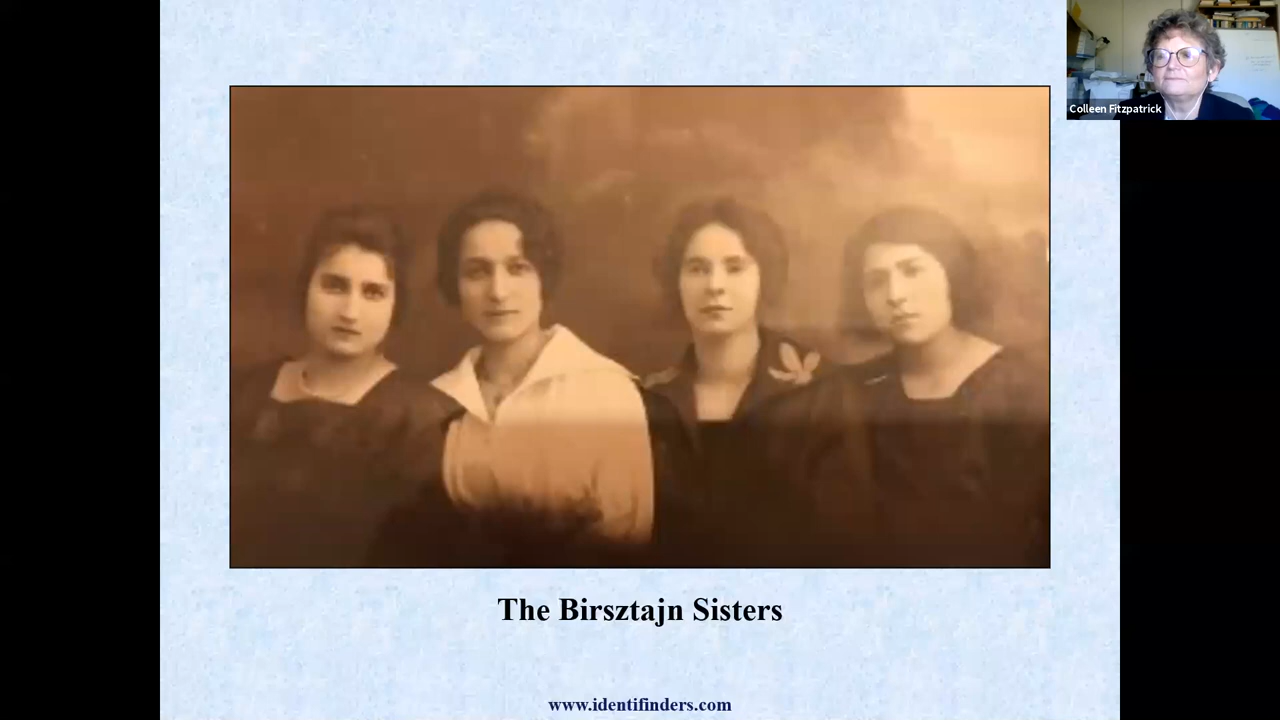 Colleen Fitzpatrick
The Birsztajn Sisters
www.identifinders.com